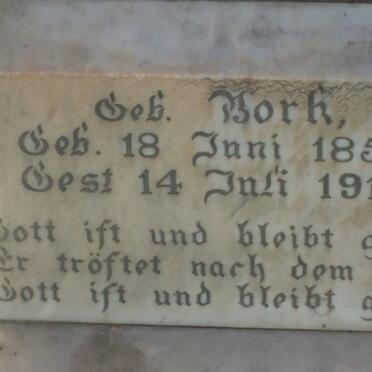 Geb. Bork,
Geb. 18 Juni 185
Gest 14 Juli 191
Gott ist und bleibt g
Er tröstet nach dem
Gott ist und bleibt g